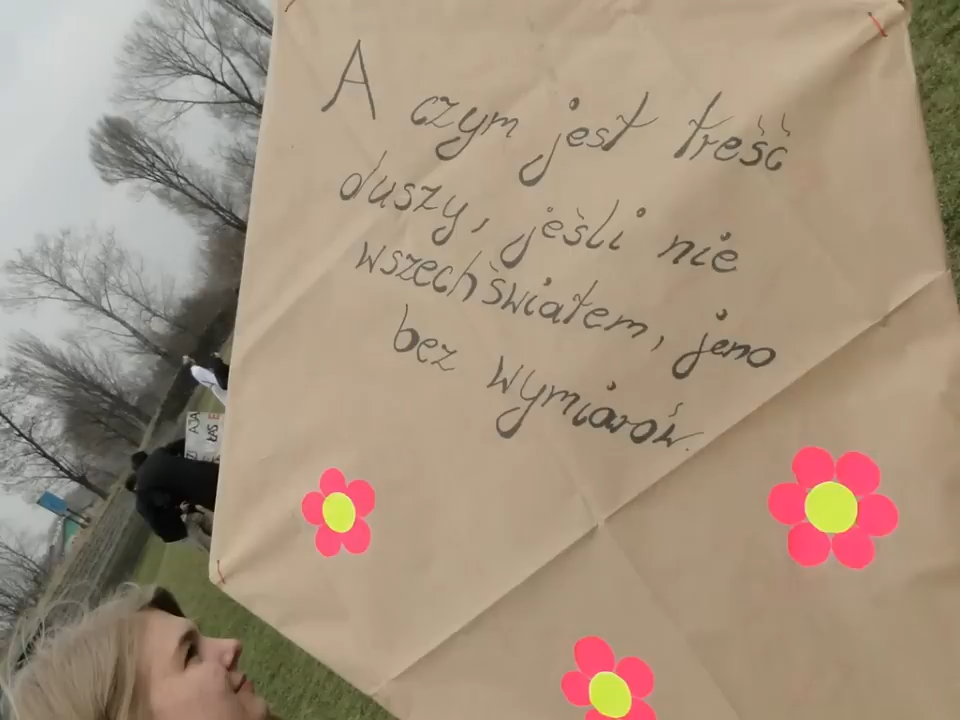 A czym jest treść
duszy, jeśli nie
wszechświatem, jeno
bez wymiarów.